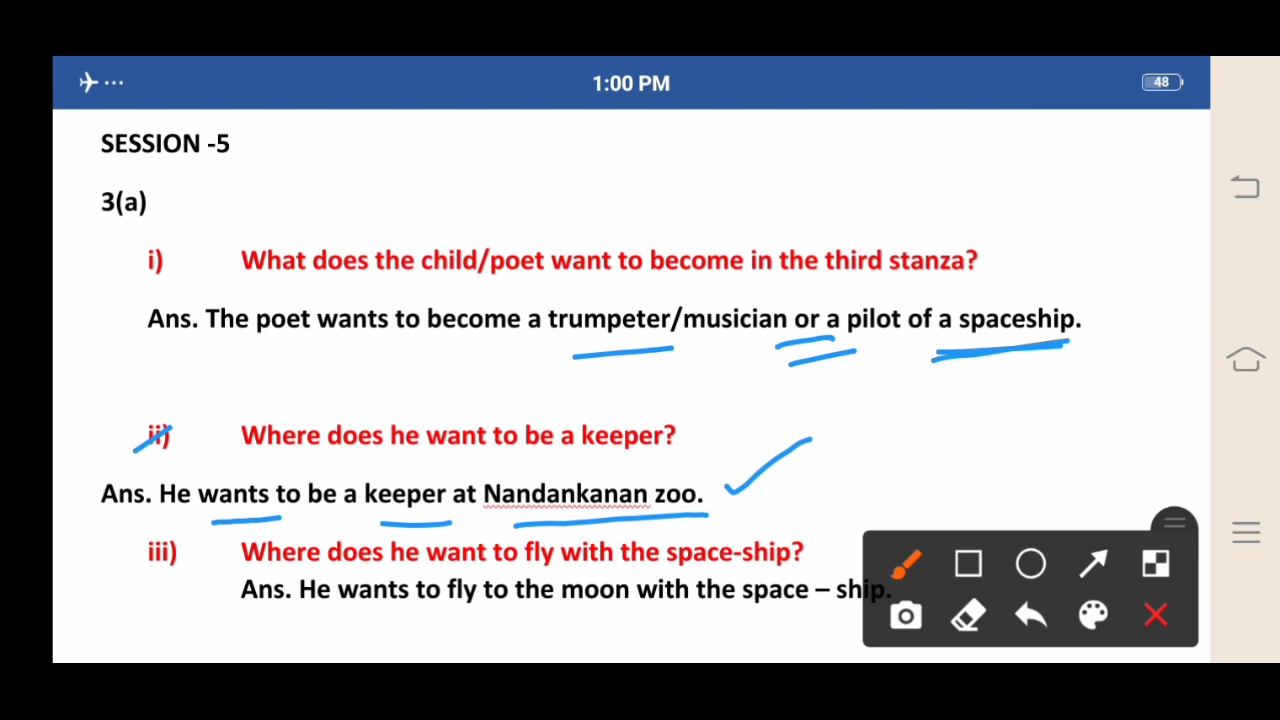 1:00 PM
48
SESSION -5
3(a)
i) What does the child/poet want to become in the third stanza?
Ans. The poet wants to become a trumpeter/musician or a pilot of a spaceship.
ii) Where does he want to be a keeper?
Ans. He wants to be a keeper at Nandankanan zoo.
iii) Where does he want to fly with the space-ship?
Ans. He wants to fly to the moon with the space – ship.